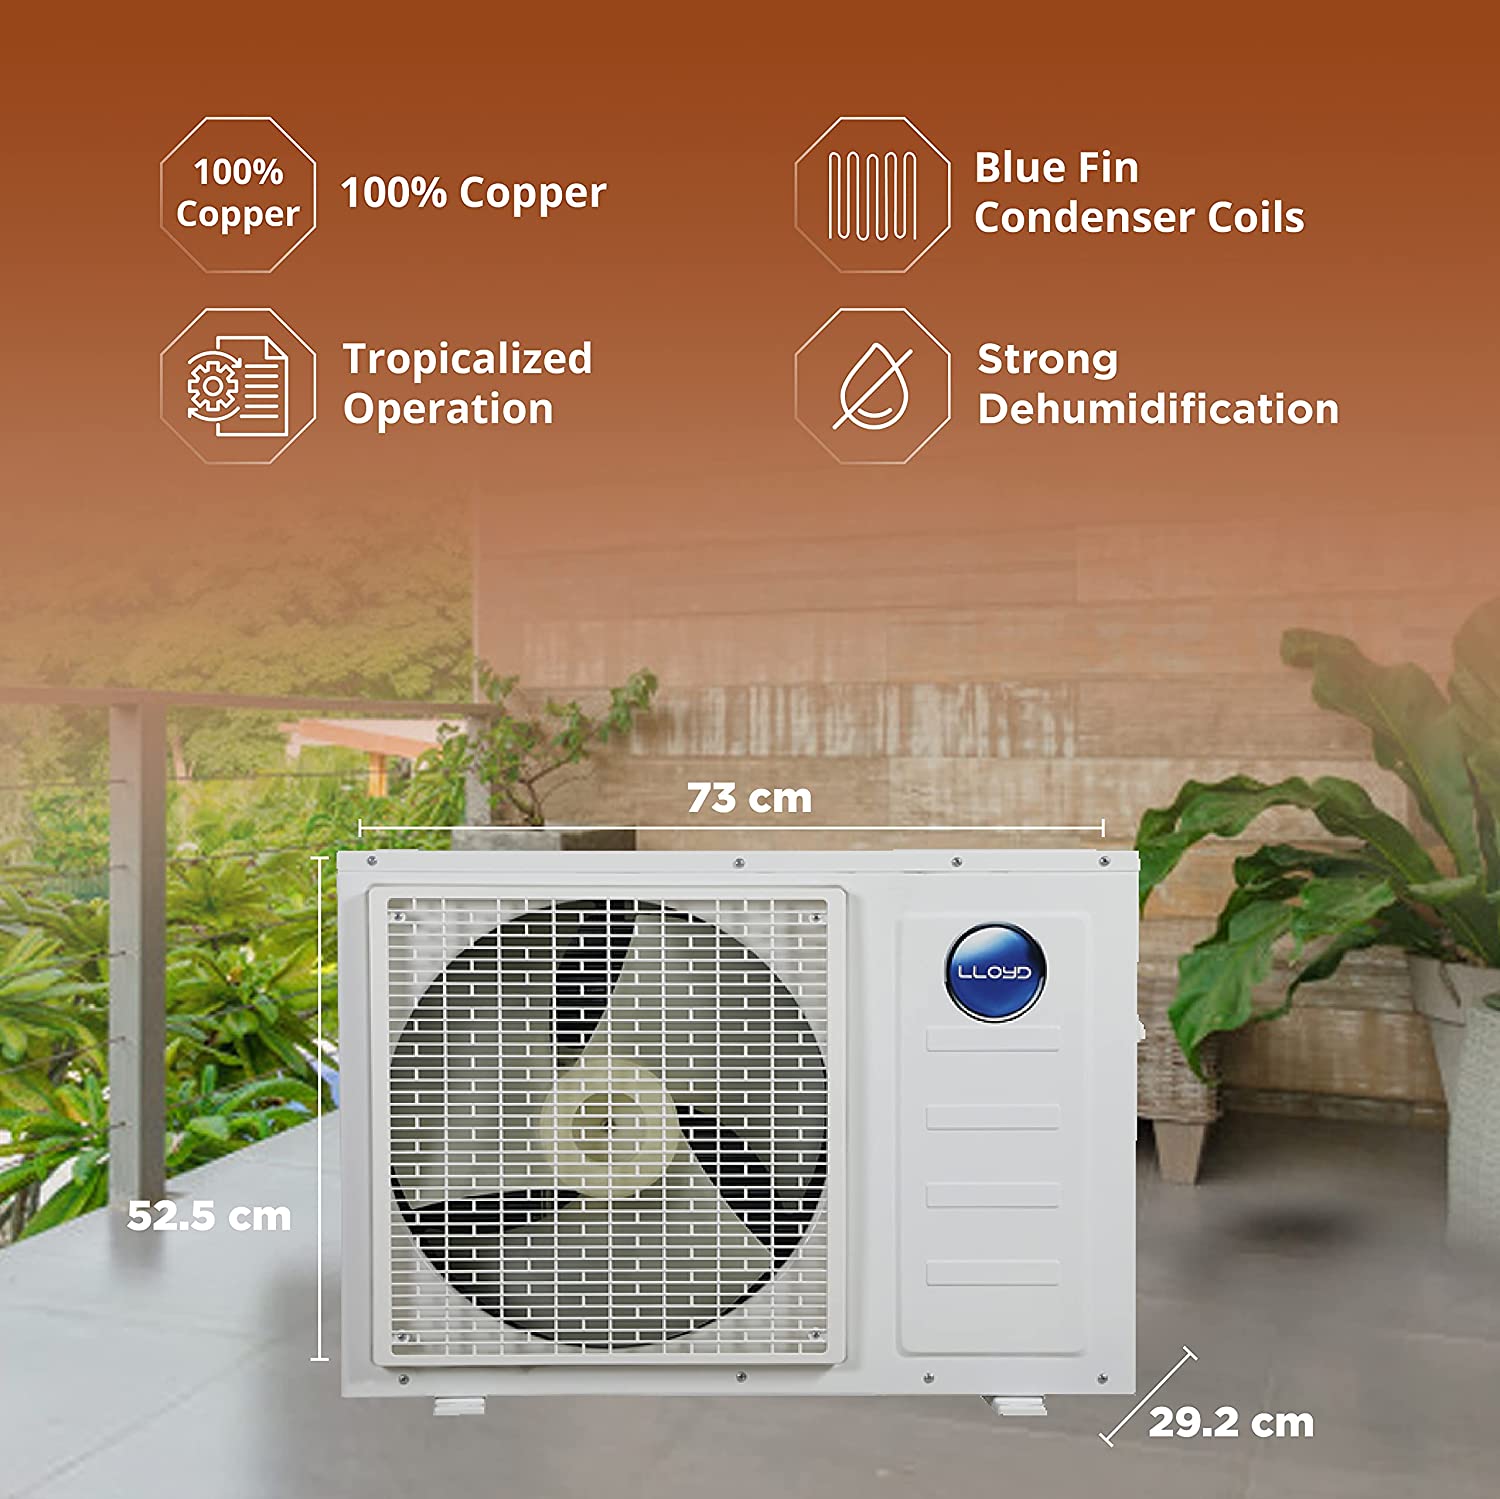 100%
Copper
100% Copper
Blue Fin
Condenser Coils
Tropicalized
Operation
Strong
Dehumidification
73 cm
LLOYD
52.5 cm
29.2 cm